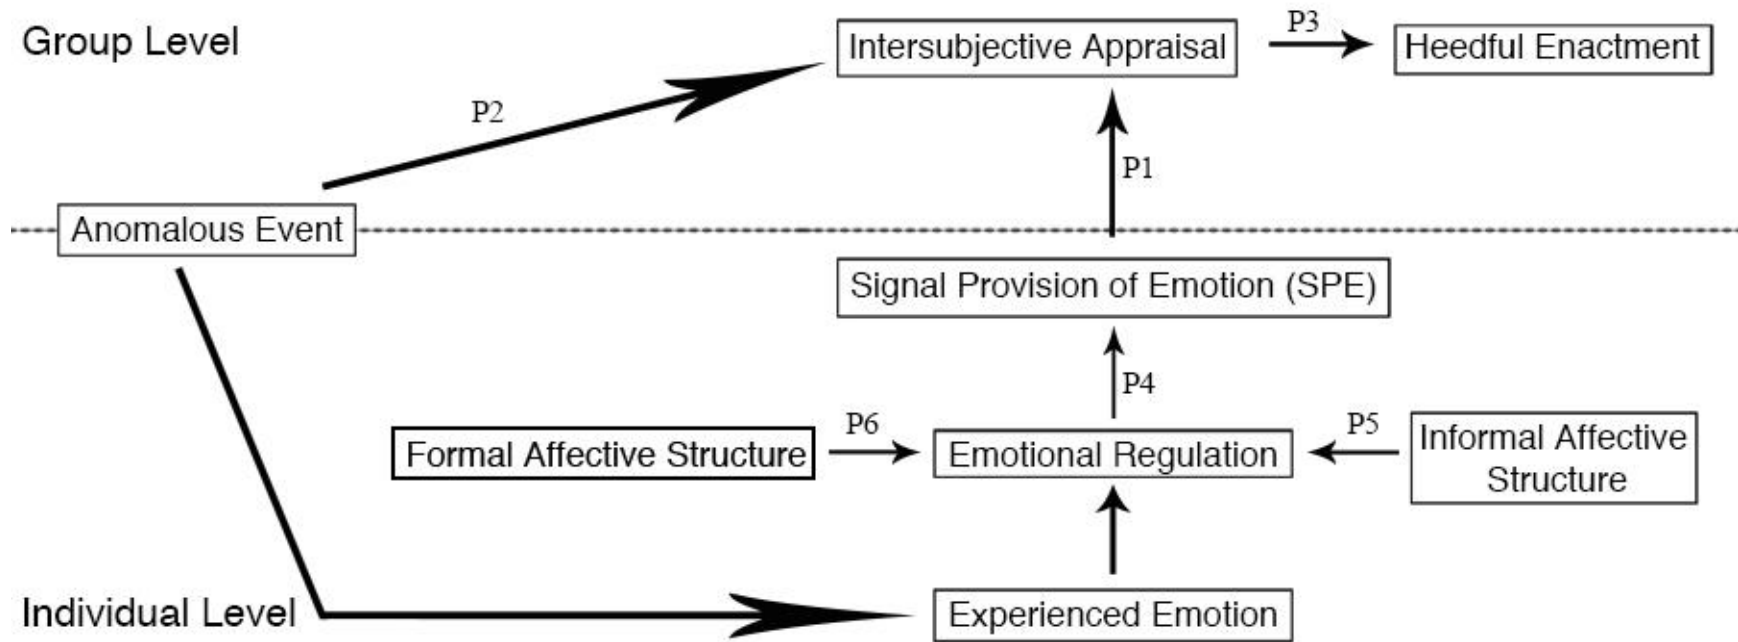 Group Level
Intersubjective Appraisal
P3
Heedful Enactment
P2
P1
Anomalous Event
Signal Provision of Emotion (SPE)
P4
Formal Affective Structure
P6
Emotional Regulation
P5
Informal Affective
Structure
Individual Level
Experienced Emotion